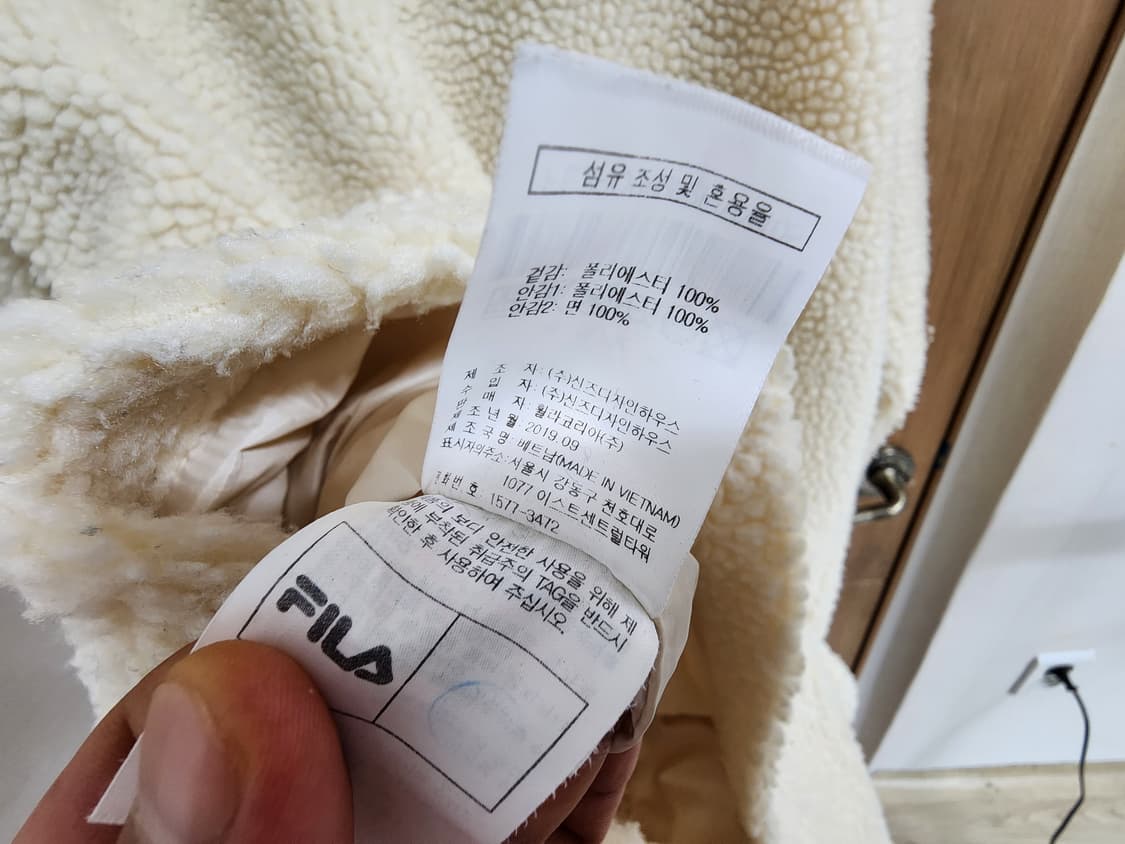 섬유 조성 및 혼용율
겉감: 폴리에스터 100%
안감1: 폴리에스터 100%
안감2: 면 100%
제 조 자: (주)신즈디자인하우스
수 입 자: (주)신즈디자인하우스
판 매 자: 휠라코리아(주)
제 조 년 월: 2019.09
제 조 국 명: 베트남(MADE IN VIETNAM)
표시자의주소: 서울시 강동구 천호대로
1077 이스트센트럴타워
전화번호: 1577-3472
보다 안전한 사용을 위해 제
부착된 취급주의 TAG을 반드시
확인한 후 사용하여 주십시오.
FILA